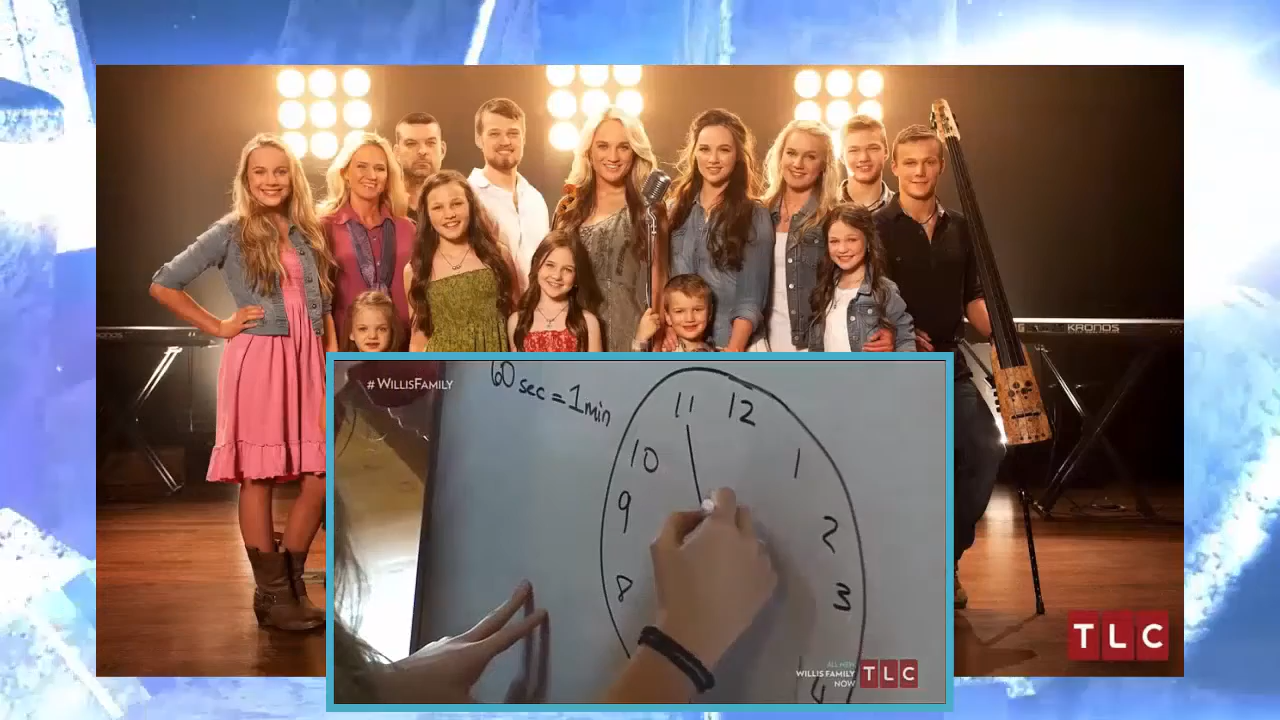 KRONOS
# WILLISFAMILY
60 sec = 1 min
11 12
10 1
9 2
8 3
4
ALL NEW
WILLIS FAMILY
NOW
TLC
TLC